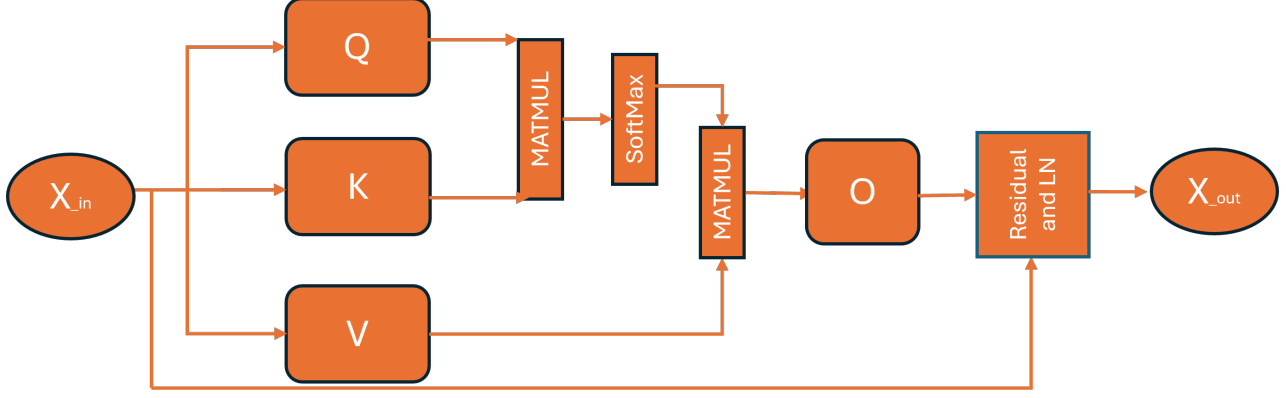 X_in
Q
K
V
MATMUL
SoftMax
MATMUL
O
Residual
and LN
X_out